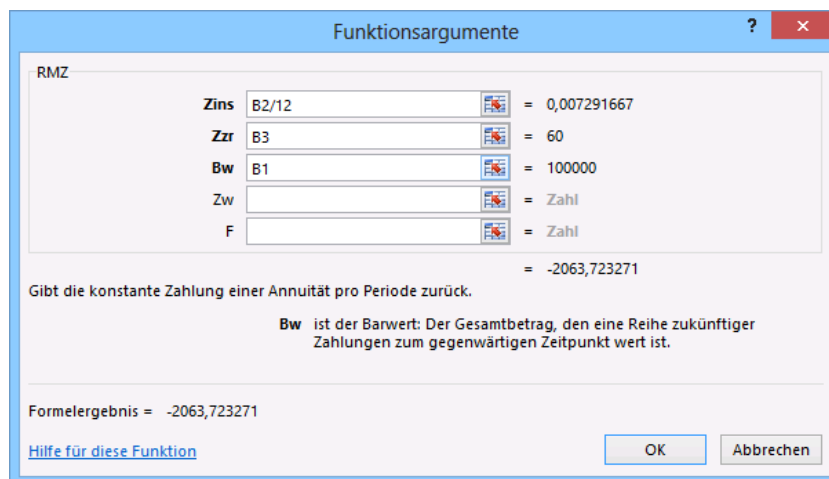 Funktionsargumente ? ×
RMZ
Zins B2/12 = 0,007291667
Zzr B3 = 60
Bw B1 = 100000
Zw = Zahl
F = Zahl
= -2063,723271
Gibt die konstante Zahlung einer Annuität pro Periode zurück.
Bw ist der Barwert: Der Gesamtbetrag, den eine Reihe zukünftiger
Zahlungen zum gegenwärtigen Zeitpunkt wert ist.
Formelergebnis = -2063,723271
Hilfe für diese Funktion OK Abbrechen